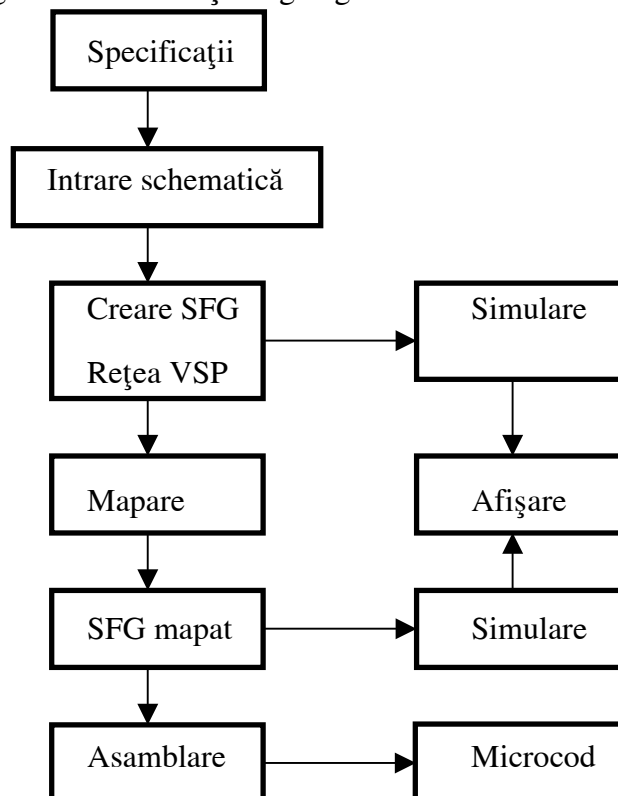 Specificaţii
Intrare schematică
Creare SFG
Reţea VSP
Simulare
Mapare
Afişare
SFG mapat
Simulare
Asamblare
Microcod